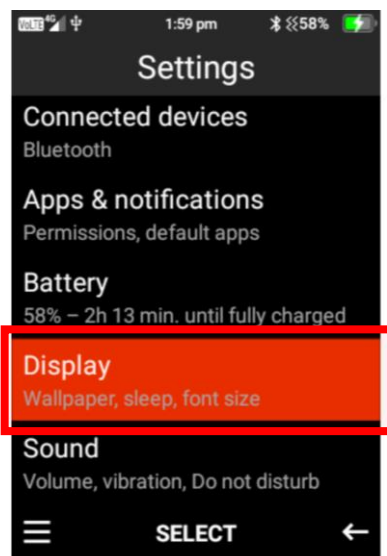 VoLTE 4G 1:59 pm 58%
Settings
Connected devices
Bluetooth
Apps & notifications
Permissions, default apps
Battery
58% – 2h 13 min. until fully charged
Display
Wallpaper, sleep, font size
Sound
Volume, vibration, Do not disturb
SELECT